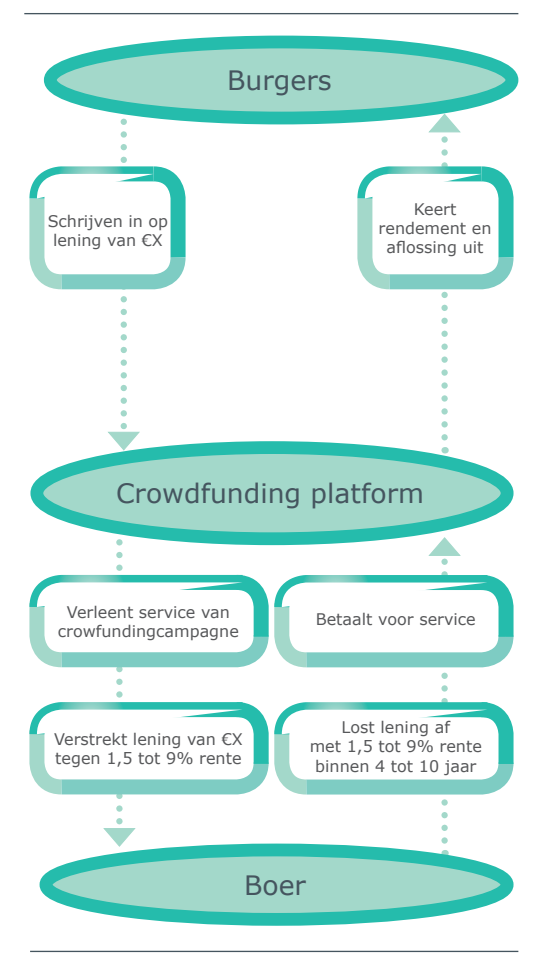 Burgers
Schrijven in op
lening van €X
Keert
rendement en
aflossing uit
Crowdfunding platform
Verleent service van
crowfundingcampagne
Betaalt voor service
Verstrekt lening van €X
tegen 1,5 tot 9% rente
Lost lening af
met 1,5 tot 9% rente
binnen 4 tot 10 jaar
Boer